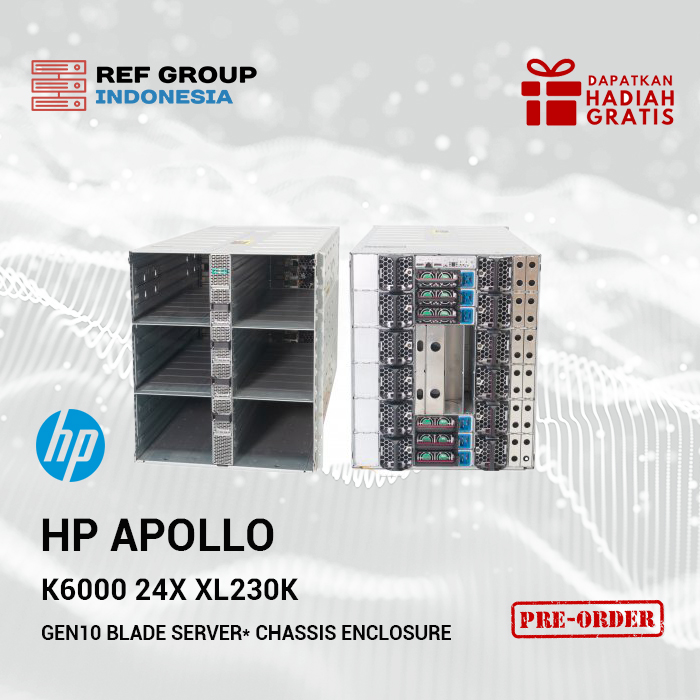 REF GROUP
INDONESIA
DAPATKAN
HADIAH
GRATIS
hp
HP APOLLO
K6000 24X XL230K
GEN10 BLADE SERVER* CHASSIS ENCLOSURE
PRE-ORDER